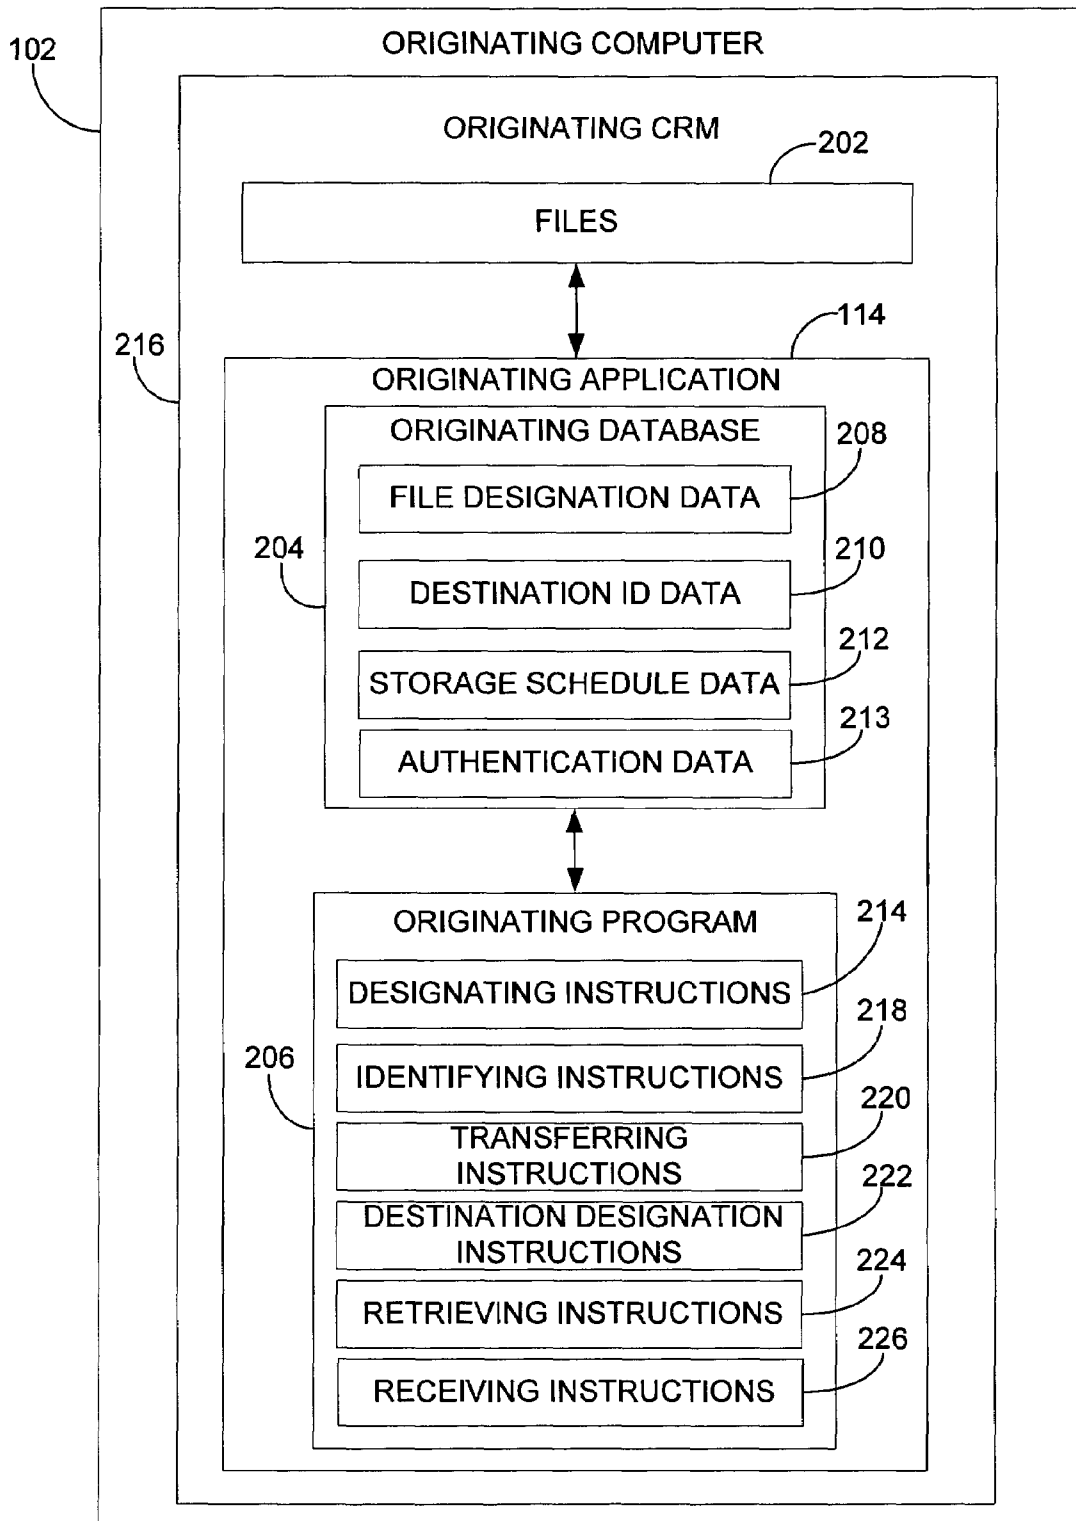 ORIGINATING COMPUTER
102
ORIGINATING CRM
202
FILES
114
216
ORIGINATING APPLICATION
ORIGINATING DATABASE
208
FILE DESIGNATION DATA
204
210
DESTINATION ID DATA
212
STORAGE SCHEDULE DATA
213
AUTHENTICATION DATA
ORIGINATING PROGRAM
214
DESIGNATING INSTRUCTIONS
218
206
IDENTIFYING INSTRUCTIONS
220
TRANSFERRING
INSTRUCTIONS
222
DESTINATION DESIGNATION
INSTRUCTIONS
224
RETRIEVING INSTRUCTIONS
226
RECEIVING INSTRUCTIONS